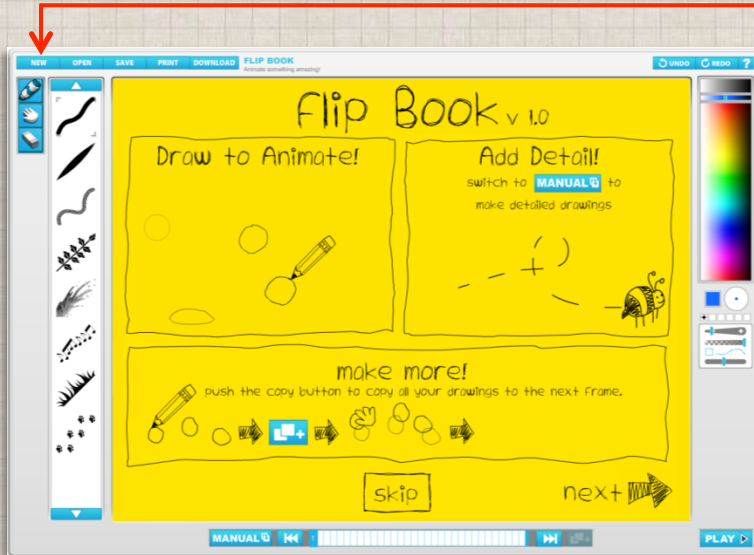 NEW OPEN SAVE PRINT DOWNLOAD FLIP BOOK
Animate something amazing!
UNDO REDO ?
Flip Book v 1.0
Draw to Animate!
Add Detail!
switch to MANUAL to
make detailed drawings
make more!
push the copy button to copy all your drawings to the next frame.
skip
next
MANUAL 1
PLAY